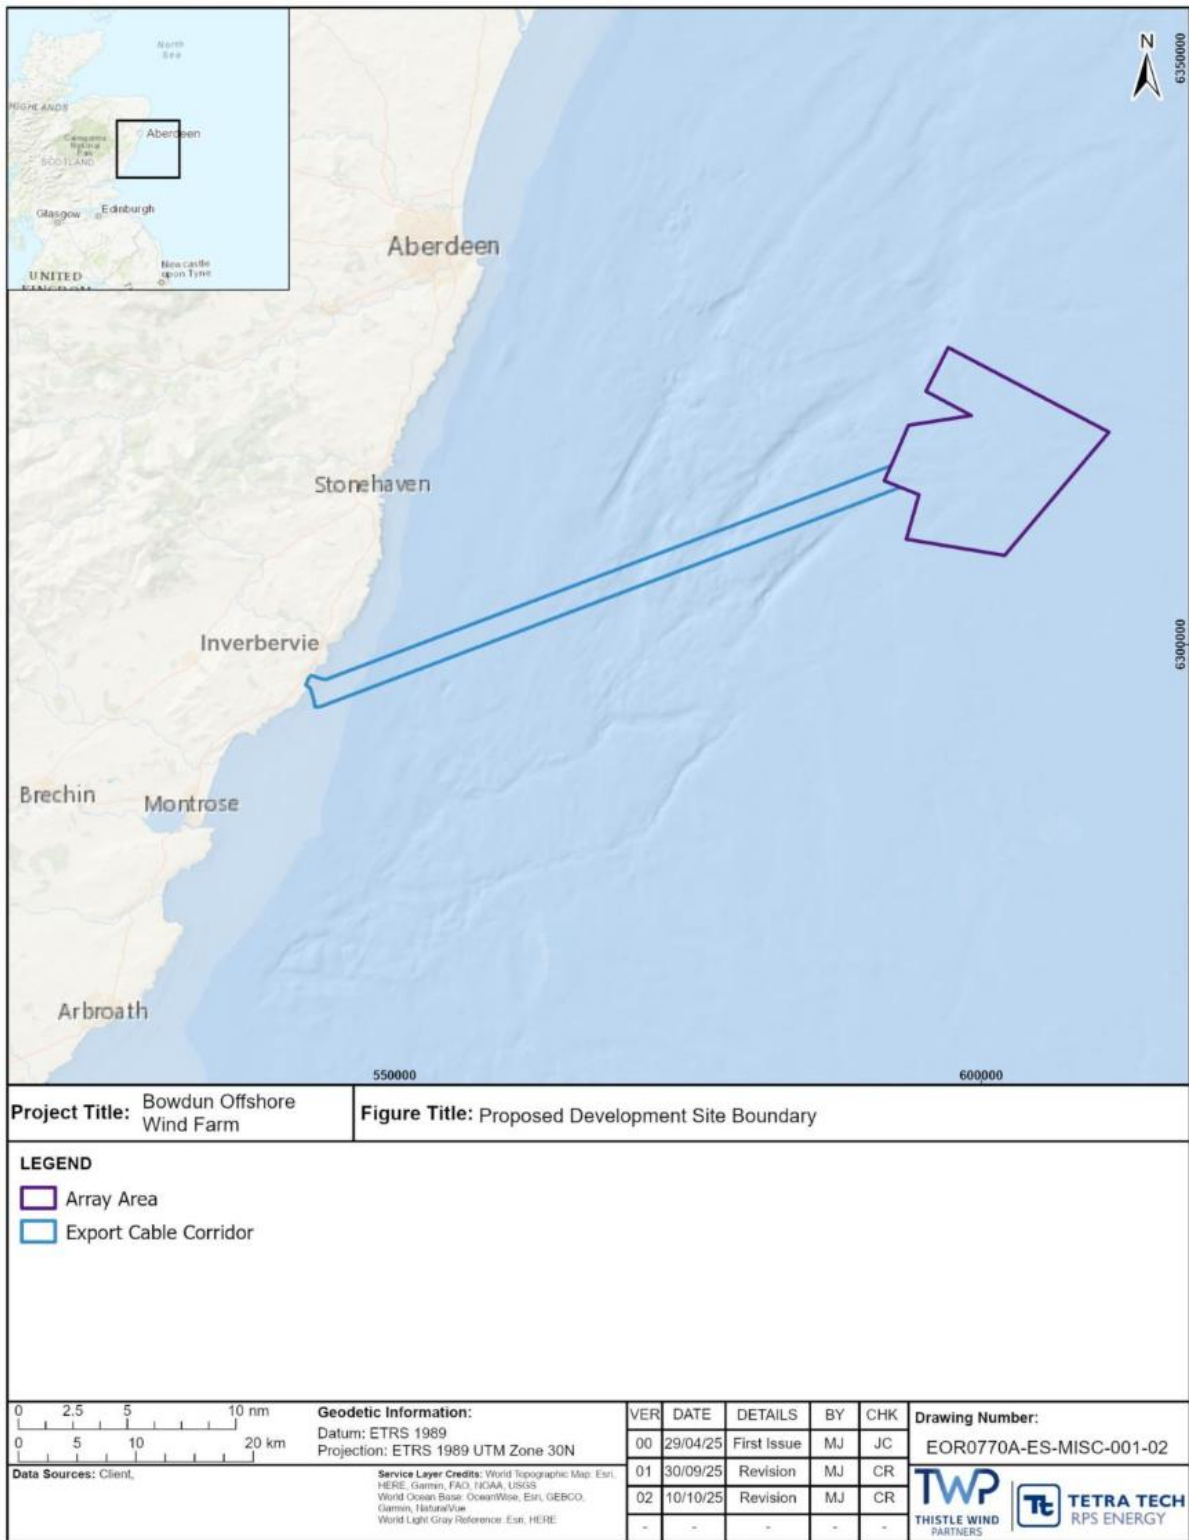 North
Sea
HIGHLANDS
Cairngorms
National
Park
Aberdeen
SCOTLAND
Glasgow
Edinburgh
Newcastle
upon Tyne
UNITED
KINGDOM
N
6350000
Aberdeen
Stonehaven
Inverbervie
6300000
Brechin
Montrose
Arbroath
550000
600000
Project Title: Bowdun Offshore
Wind Farm
Figure Title: Proposed Development Site Boundary
LEGEND
Array Area
Export Cable Corridor
0 2.5 5 10 nm
0 5 10 20 km
Geodetic Information:
Datum: ETRS 1989
Projection: ETRS 1989 UTM Zone 30N
Data Sources: Client,
Service Layer Credits: World Topographic Map: Esri,
HERE, Garmin, FAO, NOAA, USGS
World Ocean Base: OceanWise, Esri, GEBCO,
Garmin, NaturalVue
World Light Gray Reference: Esri, HERE
VER DATE DETAILS BY CHK
00 29/04/25 First Issue MJ JC
01 30/09/25 Revision MJ CR
02 10/10/25 Revision MJ CR
- - - - -
Drawing Number:
EOR0770A-ES-MISC-001-02
TWP
THISTLE WIND
PARTNERS
Tt
TETRA TECH
RPS ENERGY